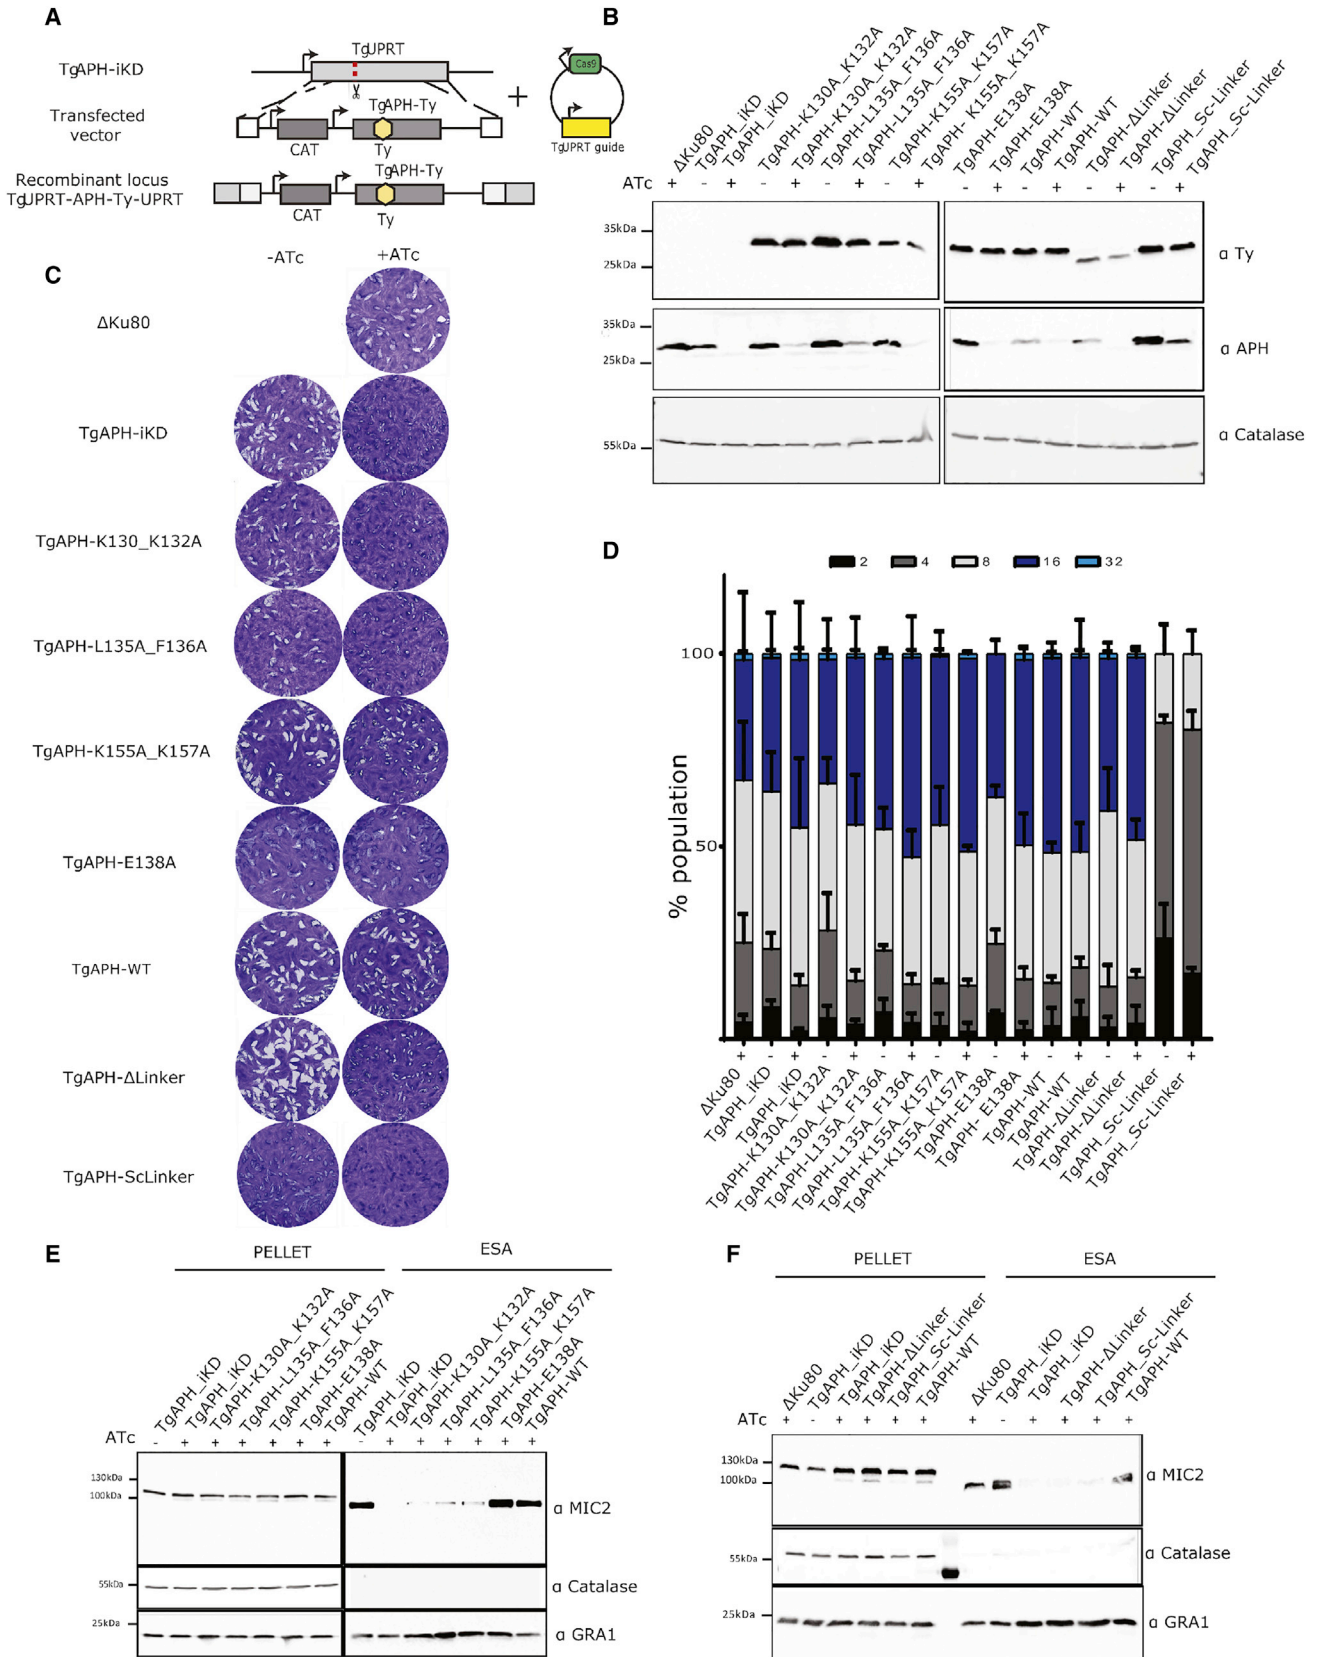 A
TgUPRT
TgAPH-iKD
Cas9
TgUPRT guide
+
Transfected
vector
TgAPH-Ty
CAT
Ty
Recombinant locus
TgUPRT-APH-Ty-UPRT
TgAPH-Ty
CAT
Ty
B
ΔKu80
TgAPH_iKD
TgAPH_iKD
TgAPH-K130A_K132A
TgAPH-K130A_K132A
TgAPH-L135A_F136A
TgAPH-L135A_F136A
TgAPH-K155A_K157A
TgAPH- K155A_K157A
TgAPH-E138A
TgAPH-E138A
TgAPH-WT
TgAPH-WT
TgAPH-ΔLinker
TgAPH-ΔLinker
TgAPH_Sc-Linker
TgAPH_Sc-Linker
ATc + - + - + - + - + - + - + - + - +
35kDa
25kDa
α Ty
35kDa
25kDa
α APH
55kDa
α Catalase
C
-ATc +ATc
ΔKu80
TgAPH-iKD
TgAPH-K130_K132A
TgAPH-L135A_F136A
TgAPH-K155A_K157A
TgAPH-E138A
TgAPH-WT
TgAPH-ΔLinker
TgAPH-ScLinker
D
2 4 8 16 32
100
50
% population
+ - + - + - + - + - + - + - + - +
ΔKu80
TgAPH_iKD
TgAPH_iKD
TgAPH-K130A_K132A
TgAPH-K130A_K132A
TgAPH-L135A_F136A
TgAPH-L135A_F136A
TgAPH-K155A_K157A
TgAPH-K155A_K157A
TgAPH-E138A
TgAPH- E138A
TgAPH-WT
TgAPH-WT
TgAPH-ΔLinker
TgAPH-ΔLinker
TgAPH_Sc-Linker
TgAPH_Sc-Linker
E
PELLET ESA
TgAPH_iKD
TgAPH_iKD
TgAPH-K130A_K132A
TgAPH-L135A_F136A
TgAPH-K155A_K157A
TgAPH-E138A
TgAPH-WT
TgAPH_iKD
TgAPH_iKD
TgAPH-K130A_K132A
TgAPH-L135A_F136A
TgAPH-K155A_K157A
TgAPH-E138A
TgAPH-WT
ATc - + + + + + + - + + + + + +
130kDa
100kDa
α MIC2
55kDa
α Catalase
25kDa
α GRA1
F
PELLET ESA
ΔKu80
TgAPH_iKD
TgAPH_iKD
TgAPH-ΔLinker
TgAPH_Sc-Linker
TgAPH-WT
ΔKu80
TgAPH_iKD
TgAPH_iKD
TgAPH-ΔLinker
TgAPH_Sc-Linker
TgAPH-WT
ATc + - + + + + + - + + + +
130kDa
100kDa
α MIC2
55kDa
α Catalase
25kDa
α GRA1